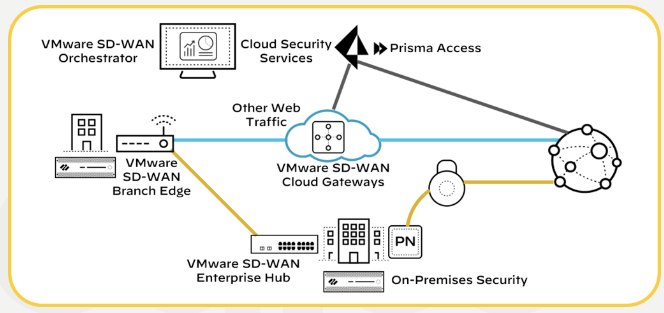 VMware SD-WAN
Orchestrator
Cloud Security
Services
Prisma Access
Other Web
Traffic
VMware
SD-WAN
Branch Edge
VMware SD-WAN
Cloud Gateways
VMware SD-WAN
Enterprise Hub
PN
On-Premises Security